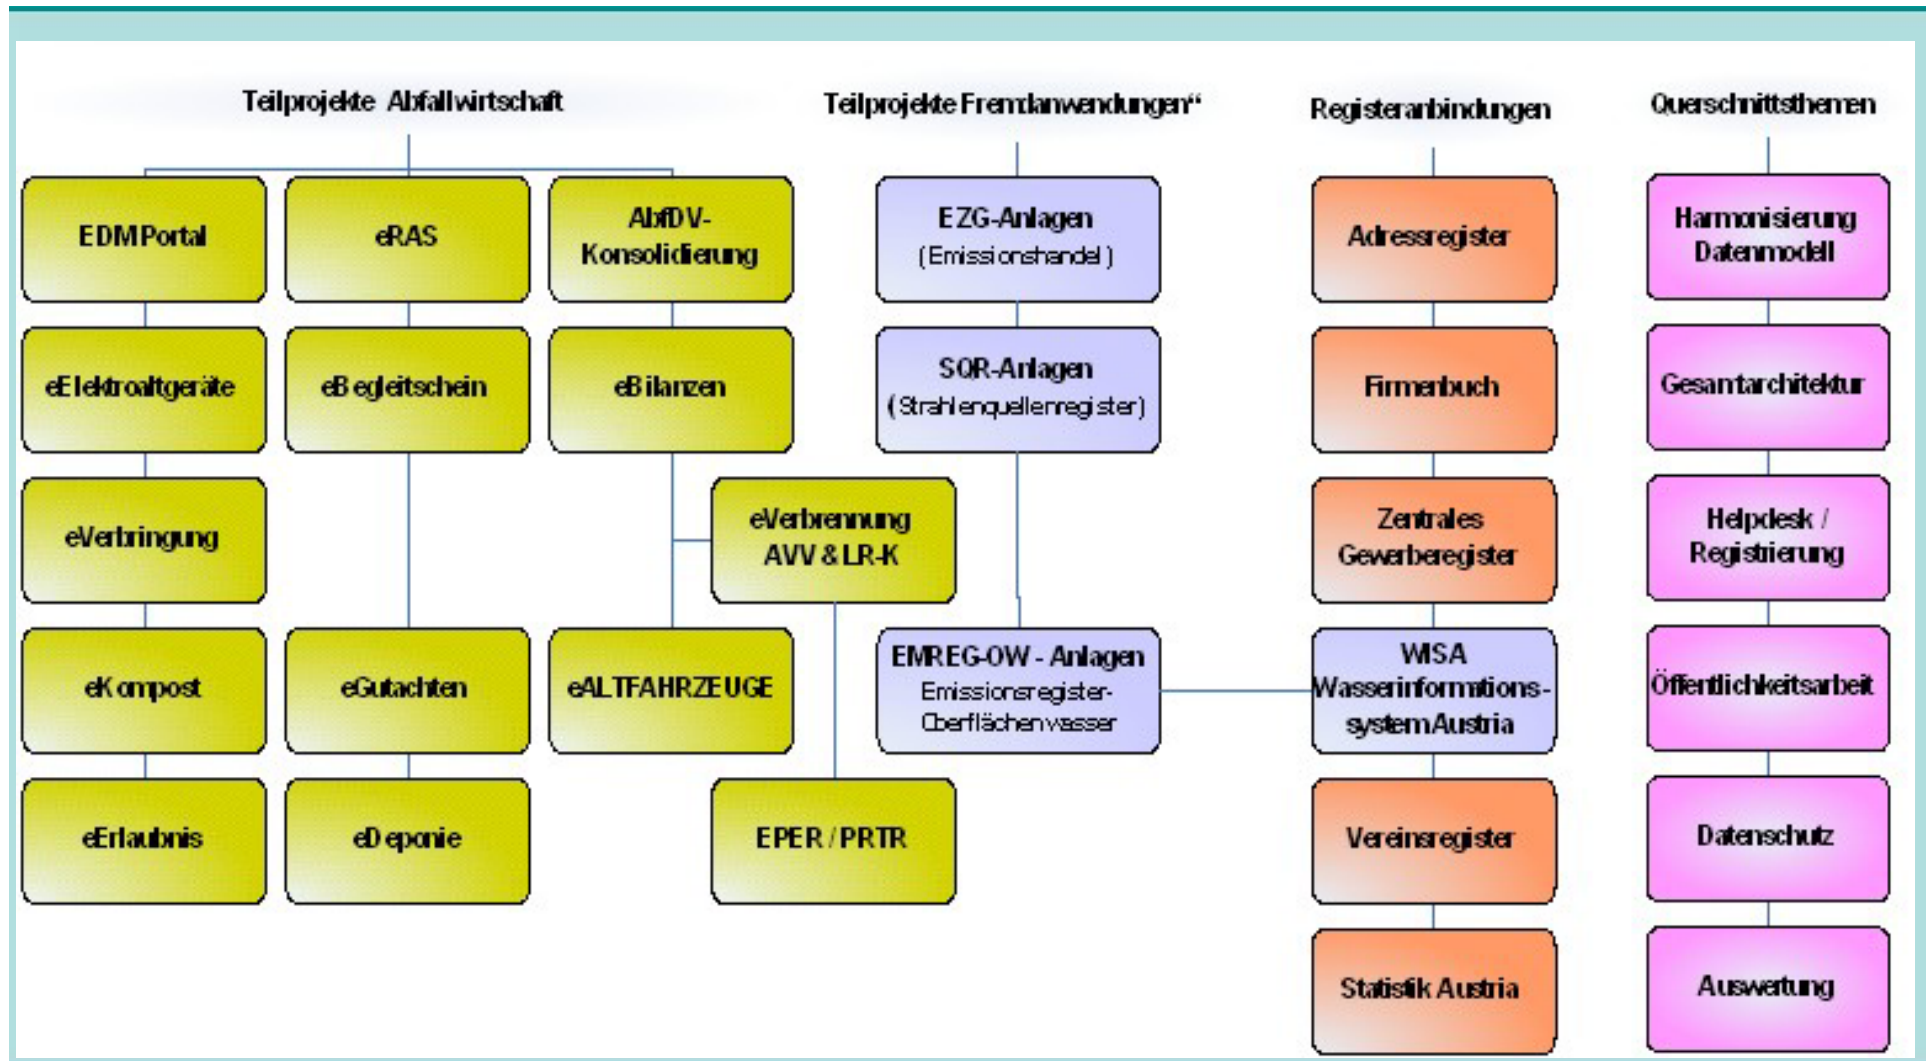 Teilprojekte Abfallwirtschaft
EDM Portal
eRAS
AbfDV-
Konsolidierung
eElektroaltgeräte
eBegleitschein
eBilanzen
eVerbringung
eVerbrennung
AVV & LR-K
eKompost
eGutachten
eALTFAHRZEUGE
eErlaubnis
eDeponie
EPER / PRTR
Teilprojekte Fremdanwendungen“
EZG-Anlagen
(Emissionshandel)
SQR-Anlagen
(Strahlenquellenregister)
EMREG-OW - Anlagen
Emissionsregister-
Oberflächenwasser
Registeranbindungen
Adressregister
Firmenbuch
Zentrales
Gewerberegister
WISA
Wasserinformations-
system Austria
Vereinsregister
Statistik Austria
Querschnittsthemen
Harmonisierung
Datenmodell
Gesamtarchitektur
Helpdesk /
Registrierung
Öffentlichkeitsarbeit
Datenschutz
Auswertung